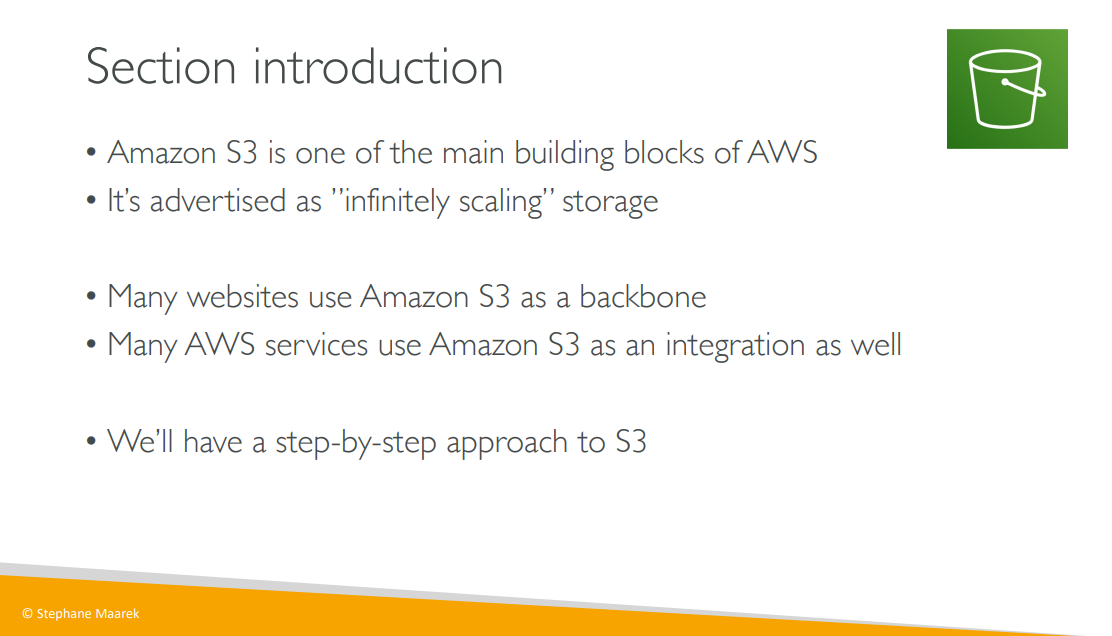 Section introduction
• Amazon S3 is one of the main building blocks of AWS
• It’s advertised as ”infinitely scaling” storage
• Many websites use Amazon S3 as a backbone
• Many AWS services use Amazon S3 as an integration as well
• We’ll have a step-by-step approach to S3
© Stephane Maarek